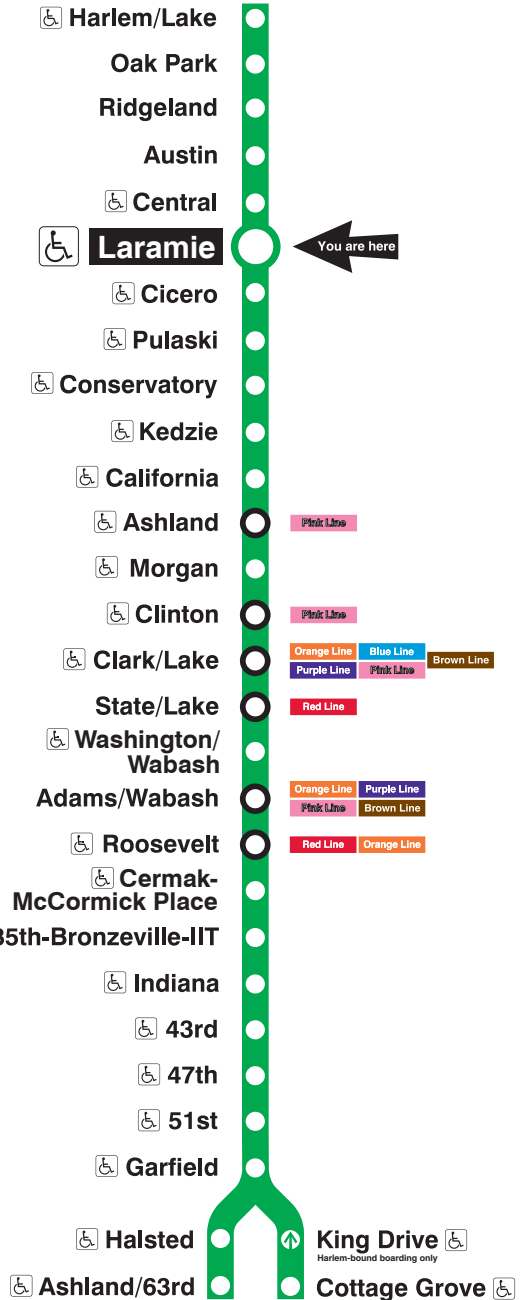 Harlem/Lake
Oak Park
Ridgeland
Austin
Central
Laramie
You are here
Cicero
Pulaski
Conservatory
Kedzie
California
Ashland
Pink Line
Morgan
Clinton
Pink Line
Clark/Lake
Orange Line Blue Line
Brown Line
Purple Line Pink Line
State/Lake
Red Line
Washington/
Wabash
Adams/Wabash
Orange Line Purple Line
Pink Line Brown Line
Roosevelt
Red Line Orange Line
Cermak-
McCormick Place
35th-Bronzeville-IIT
Indiana
43rd
47th
51st
Garfield
Halsted
King Drive
Harlem-bound boarding only
Ashland/63rd
Cottage Grove